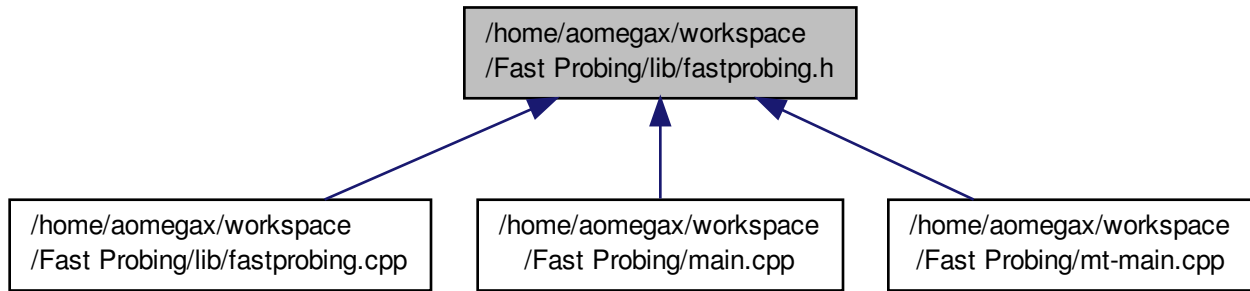 /home/aomegax/workspace
/Fast Probing/lib/fastprobing.h
/home/aomegax/workspace
/Fast Probing/lib/fastprobing.cpp
/home/aomegax/workspace
/Fast Probing/main.cpp
/home/aomegax/workspace
/Fast Probing/mt-main.cpp